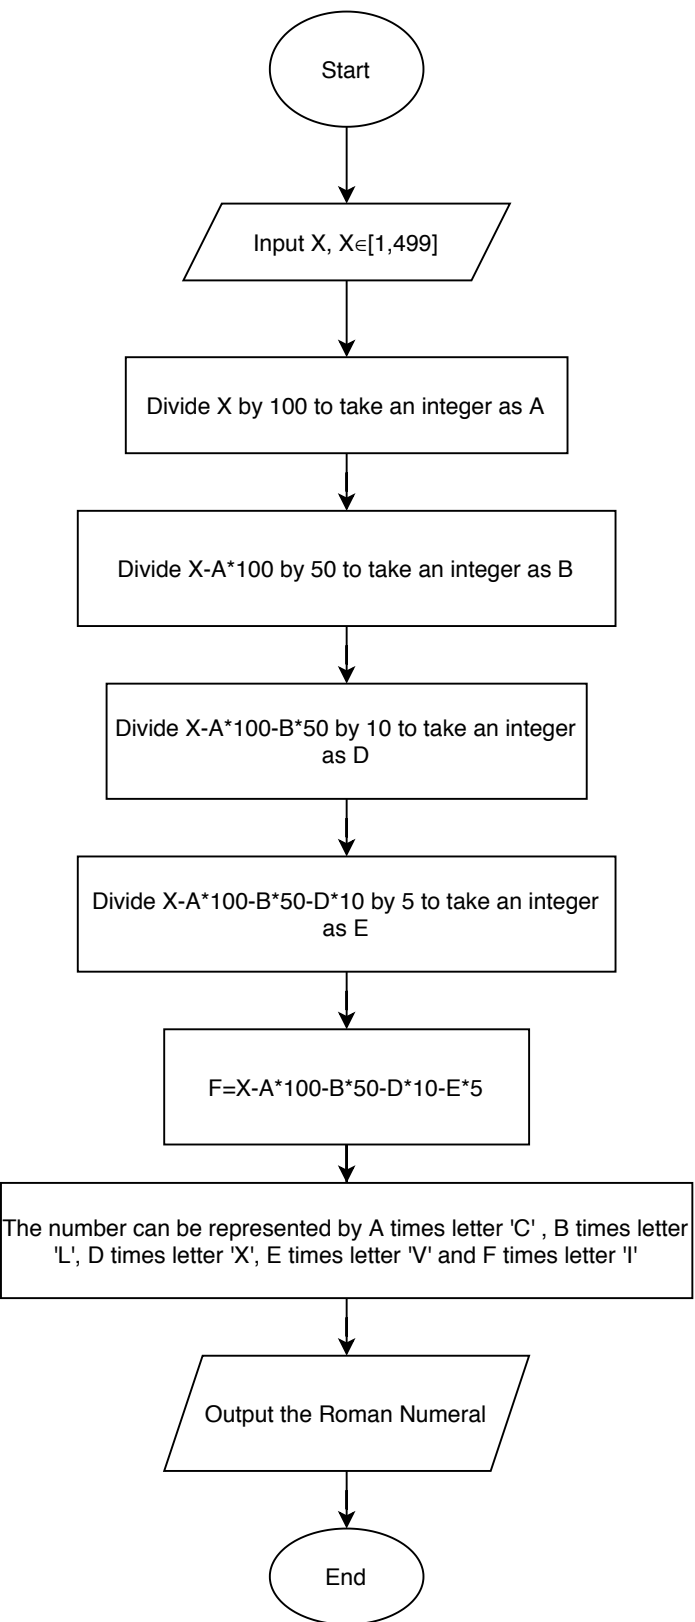 Start
Input X, X∈[1,499]
Divide X by 100 to take an integer as A
Divide X-A*100 by 50 to take an integer as B
Divide X-A*100-B*50 by 10 to take an integer
as D
Divide X-A*100-B*50-D*10 by 5 to take an integer
as E
F=X-A*100-B*50-D*10-E*5
The number can be represented by A times letter 'C' , B times letter
'L', D times letter 'X', E times letter 'V' and F times letter 'I'
Output the Roman Numeral
End